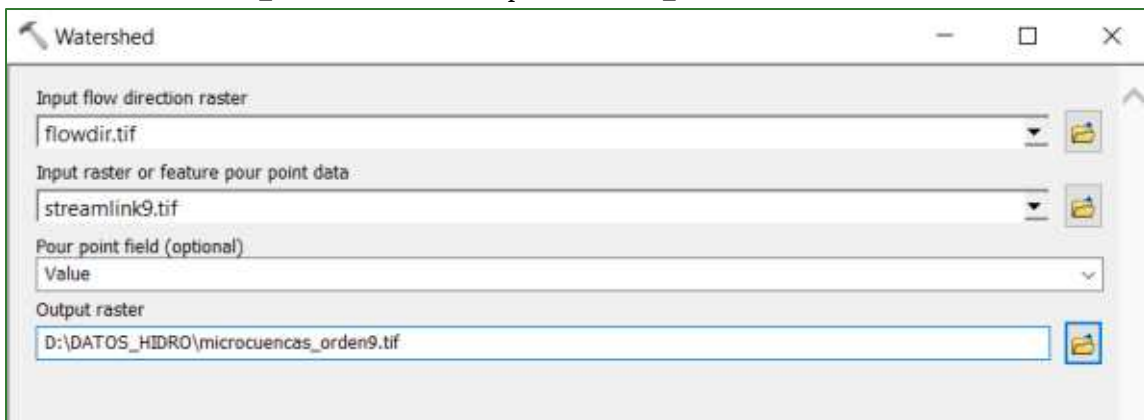 Watershed
Input flow direction raster
flowdir.tif
Input raster or feature pour point data
streamlink9.tif
Pour point field (optional)
Value
Output raster
D:\DATOS_HIDRO\microcuencas_orden9.tif